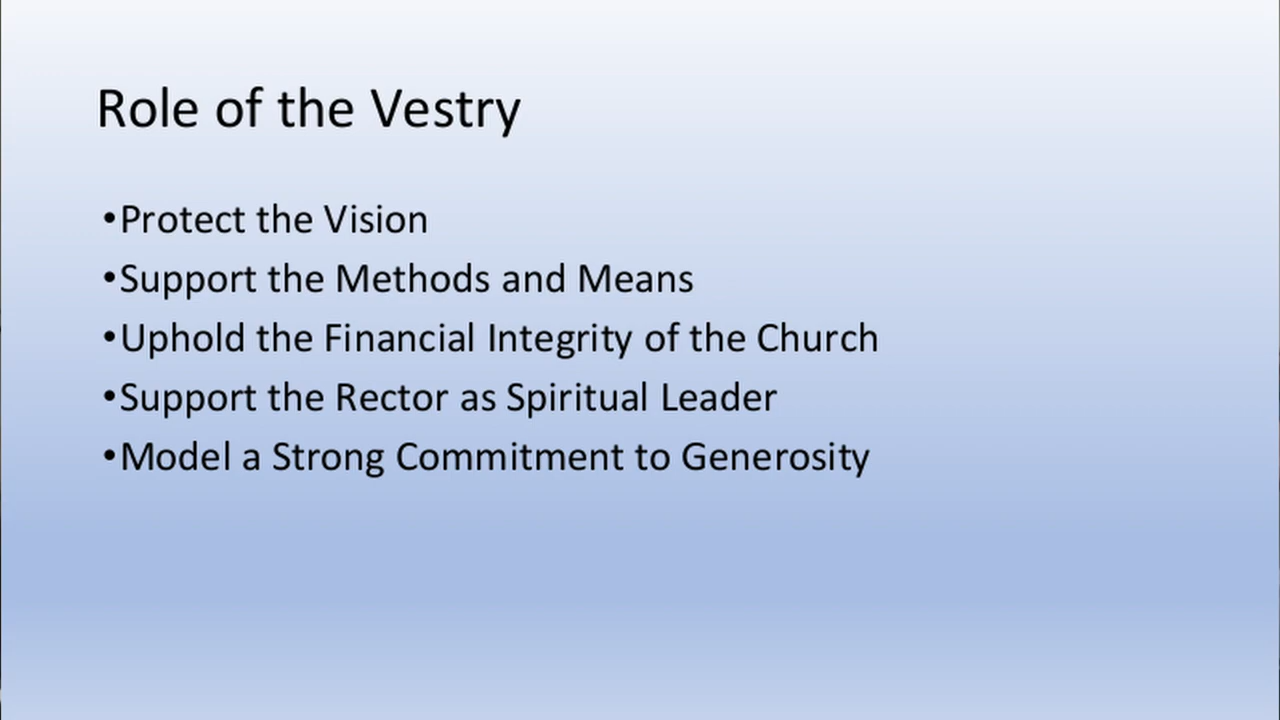 Role of the Vestry
•Protect the Vision
•Support the Methods and Means
•Uphold the Financial Integrity of the Church
•Support the Rector as Spiritual Leader
•Model a Strong Commitment to Generosity